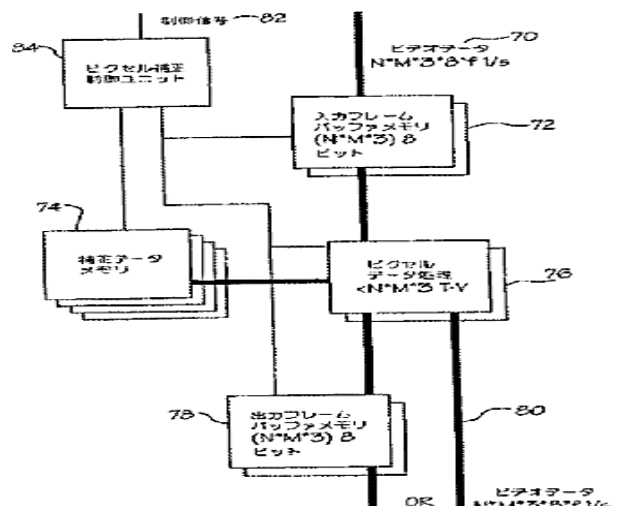 制御信号 82
84
ピクセル補正
制御ユニット
ビデオデータ 70
N*M*3*8*f 1/s
入力フレーム
バッファメモリ
(N*M*3) 8
ビット
72
74
補正データ
メモリ
ピクセル
データ処理
<N*M*3 T-Y
76
78
出力フレーム
バッファメモリ
(N*M*3) 8
ビット
80
OR
ビデオデータ
N*M*3*8*f 1/s